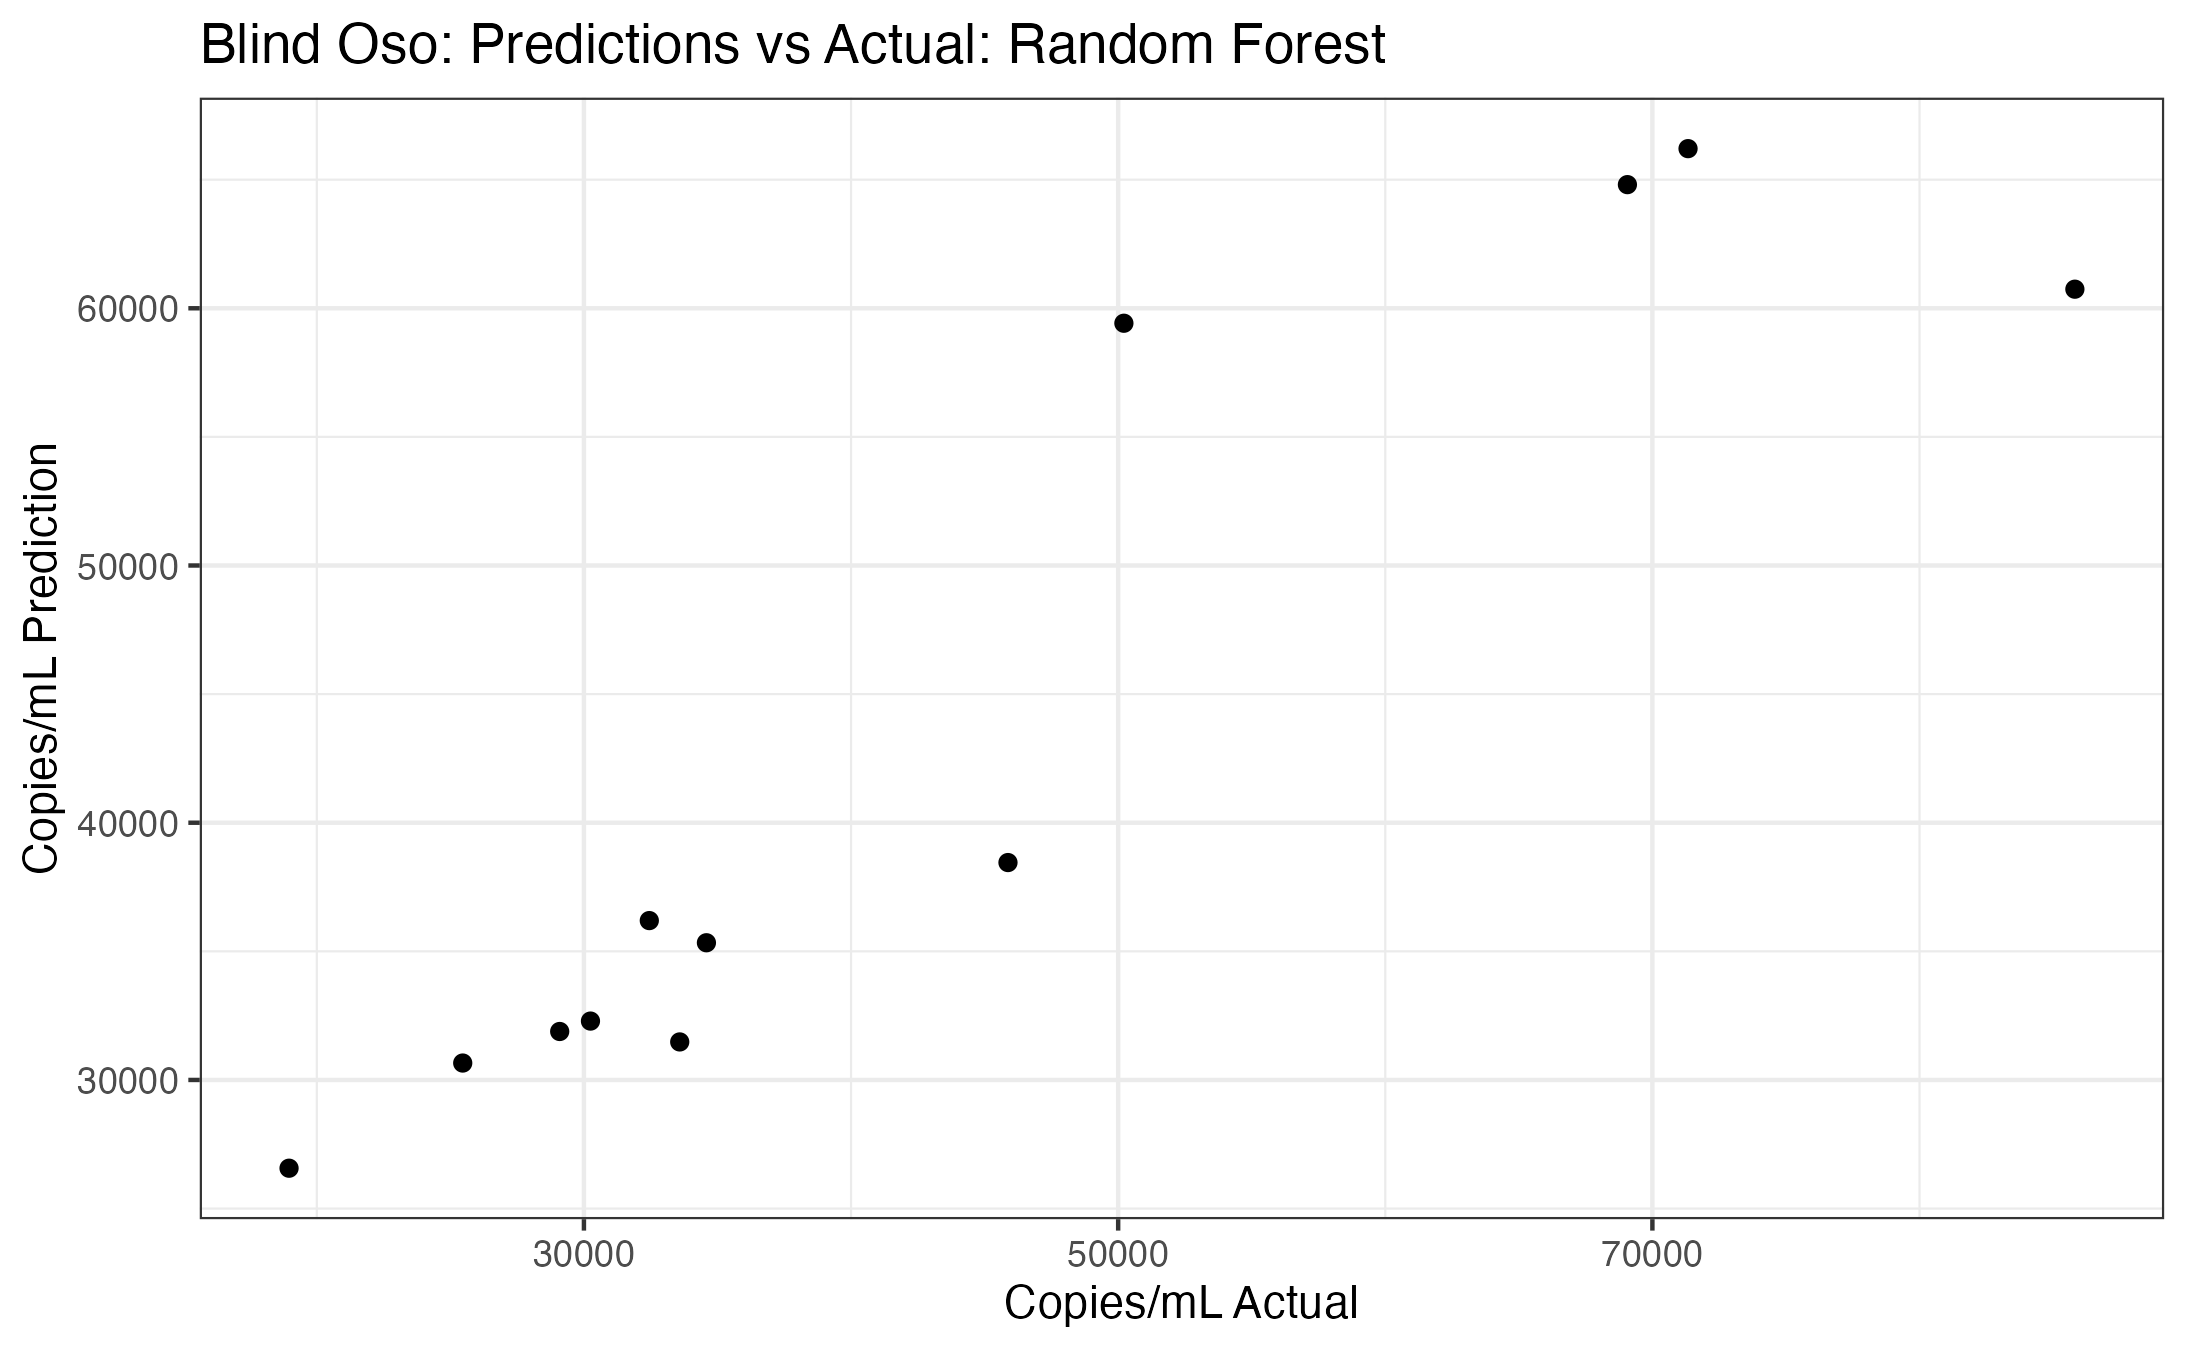 Blind Oso: Predictions vs Actual: Random Forest
Copies/mL Prediction
60000
50000
40000
30000
30000 50000 70000
Copies/mL Actual